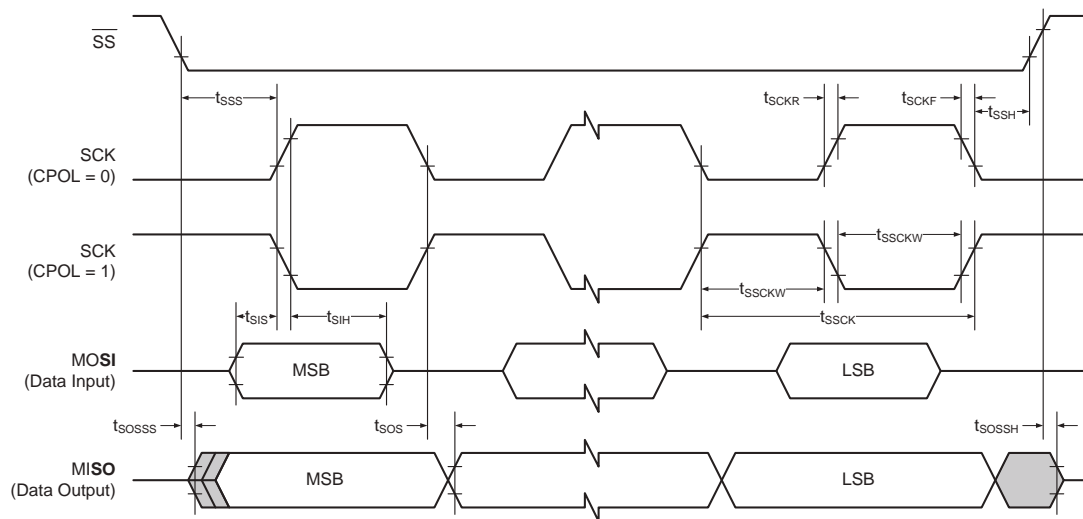 SS
tSSS
tSCKR
tSCKF
tSSH
SCK
(CPOL = 0)
SCK
(CPOL = 1)
tSSCKW
tSSCKW
tSSCK
tSIS
tSIH
MOSI
(Data Input)
MSB
LSB
tSOSSS
tSOS
tSOSSH
MISO
(Data Output)
MSB
LSB